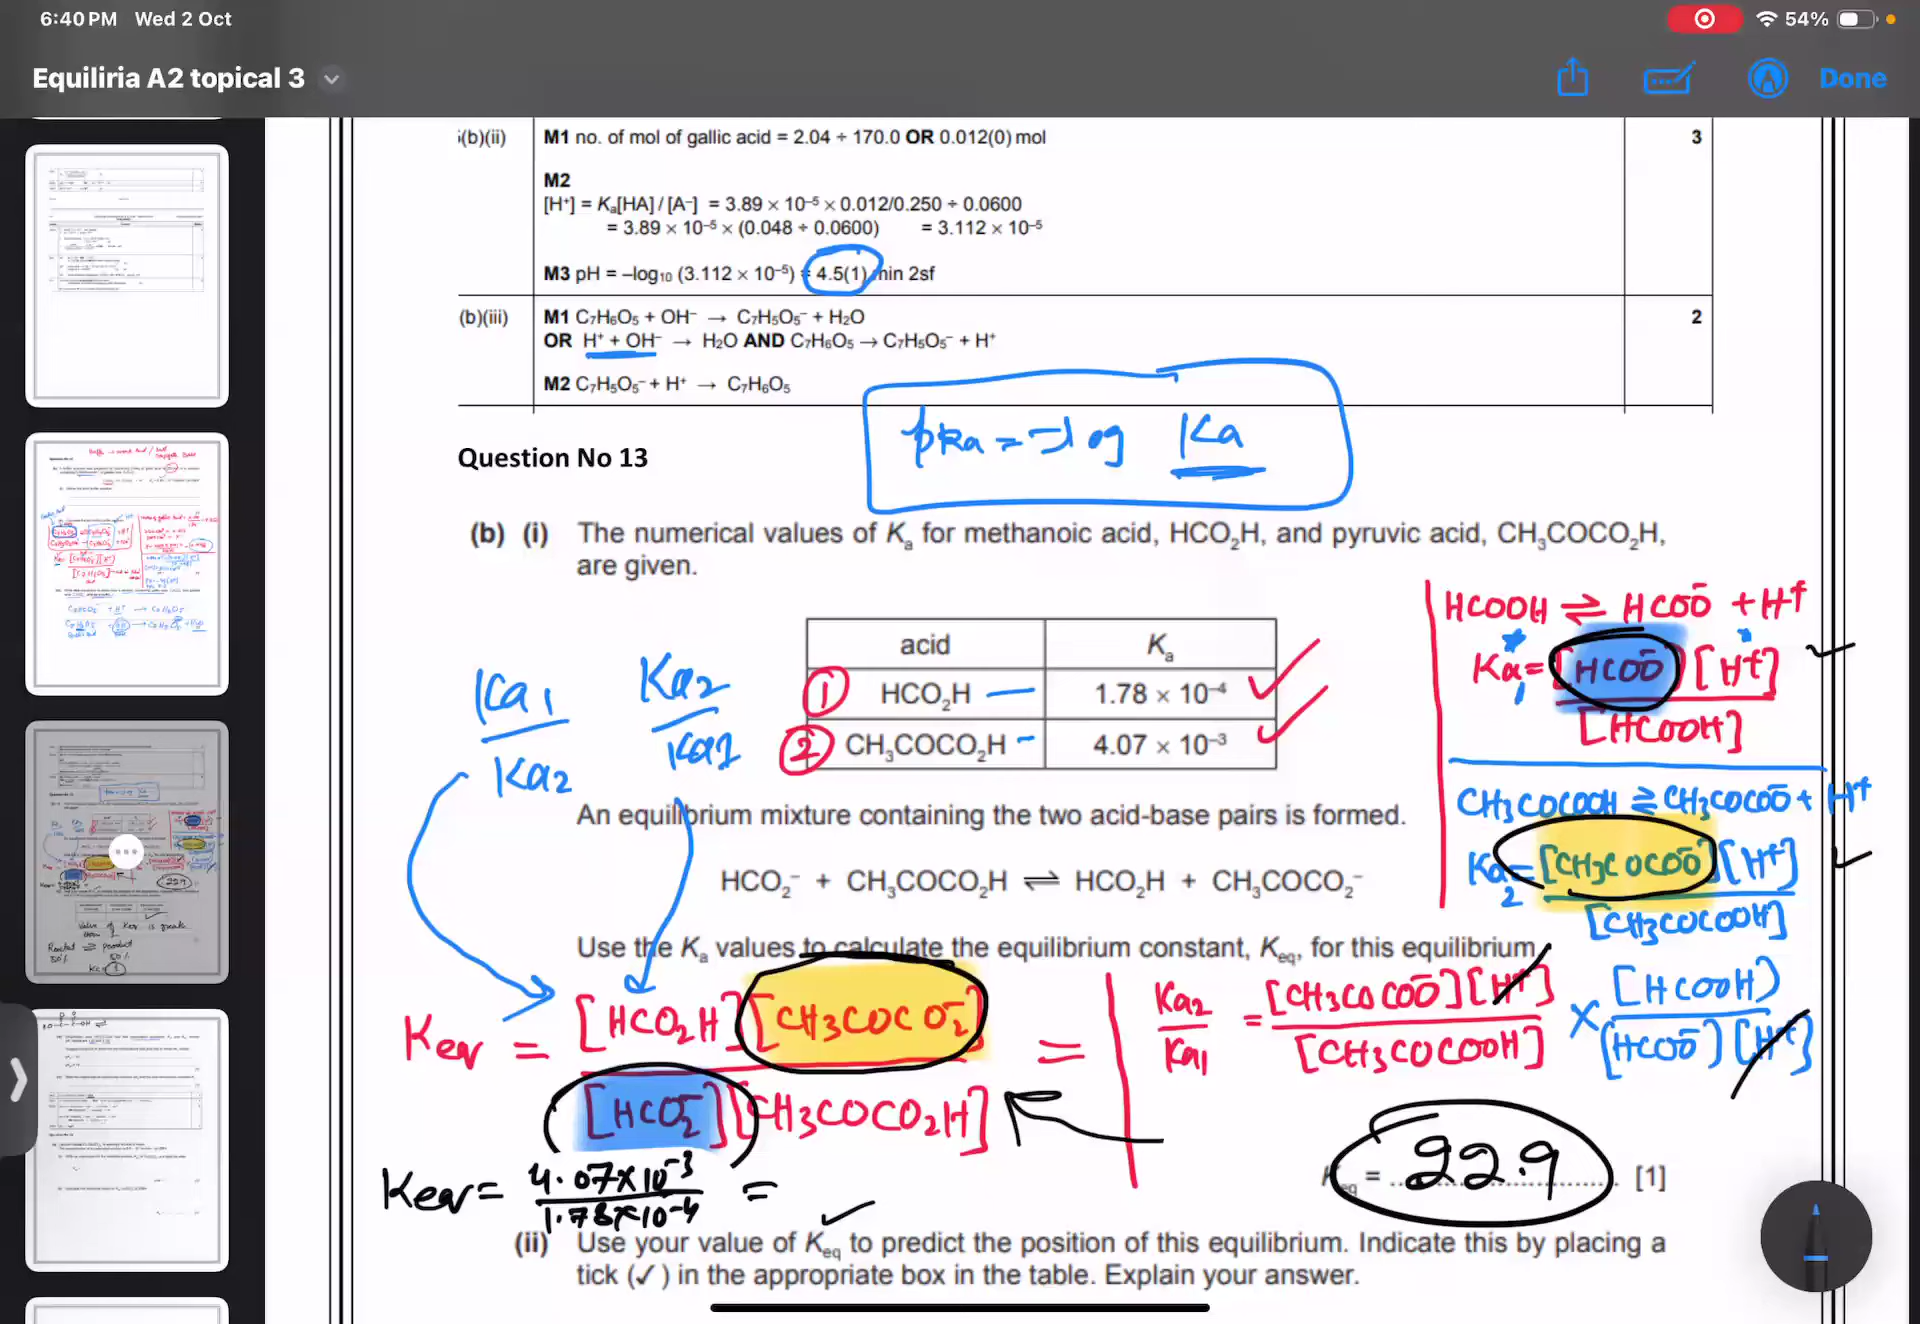 6:40 PM Wed 2 Oct
54%
Equiliria A2 topical 3
Done
(b)(ii)
M1 no. of mol of gallic acid = 2.04 ÷ 170.0 OR 0.012(0) mol
3
M2
[H⁺] = Kₐ[HA] / [A⁻] = 3.89 × 10⁻⁵ × 0.012/0.250 ÷ 0.0600
= 3.89 × 10⁻⁵ × (0.048 ÷ 0.0600) = 3.112 × 10⁻⁵
M3 pH = –log₁₀ (3.112 × 10⁻⁵) = 4.5(1) min 2sf
(b)(iii)
M1 C₇H₆O₅ + OH⁻ → C₇H₅O₅⁻ + H₂O
2
OR H⁺ + OH⁻ → H₂O AND C₇H₆O₅ → C₇H₅O₅⁻ + H⁺
M2 C₇H₅O₅⁻ + H⁺ → C₇H₆O₅
pKa = -log Ka
Question No 13
(b) (i) The numerical values of Kₐ for methanoic acid, HCO₂H, and pyruvic acid, CH₃COCO₂H,
are given.
acid Kₐ
① HCO₂H 1.78 × 10⁻⁴
② CH₃COCO₂H 4.07 × 10⁻³
Ka₁
Ka₂
Ka₂
Ka1
HCOOH ⇌ HCOO⁻ + H⁺
Ka₁ = [HCOO⁻] [H⁺]
[HCOOH]
CH₃COCOOH ⇌ CH₃COCOO⁻ + H⁺
Ka₂ = [CH₃COCOO⁻][H⁺]
[CH₃COCOOH]
An equilibrium mixture containing the two acid-base pairs is formed.
HCO₂⁻ + CH₃COCO₂H ⇌ HCO₂H + CH₃COCO₂⁻
Use the Kₐ values to calculate the equilibrium constant, Keq, for this equilibrium
Keq = [HCO₂H][CH₃COCO₂⁻] =
[HCO₂⁻][CH₃COCO₂H]
Ka₂ = [CH₃COCOO⁻][H⁺] × [HCOOH]
Ka₁ [CH₃COCOOH] [HCOO⁻][H⁺]
Keq = 4.07×10⁻³ =
1.78×10⁻⁴
Keq = 22.9 [1]
(ii) Use your value of Keq to predict the position of this equilibrium. Indicate this by placing a
tick (✓) in the appropriate box in the table. Explain your answer.